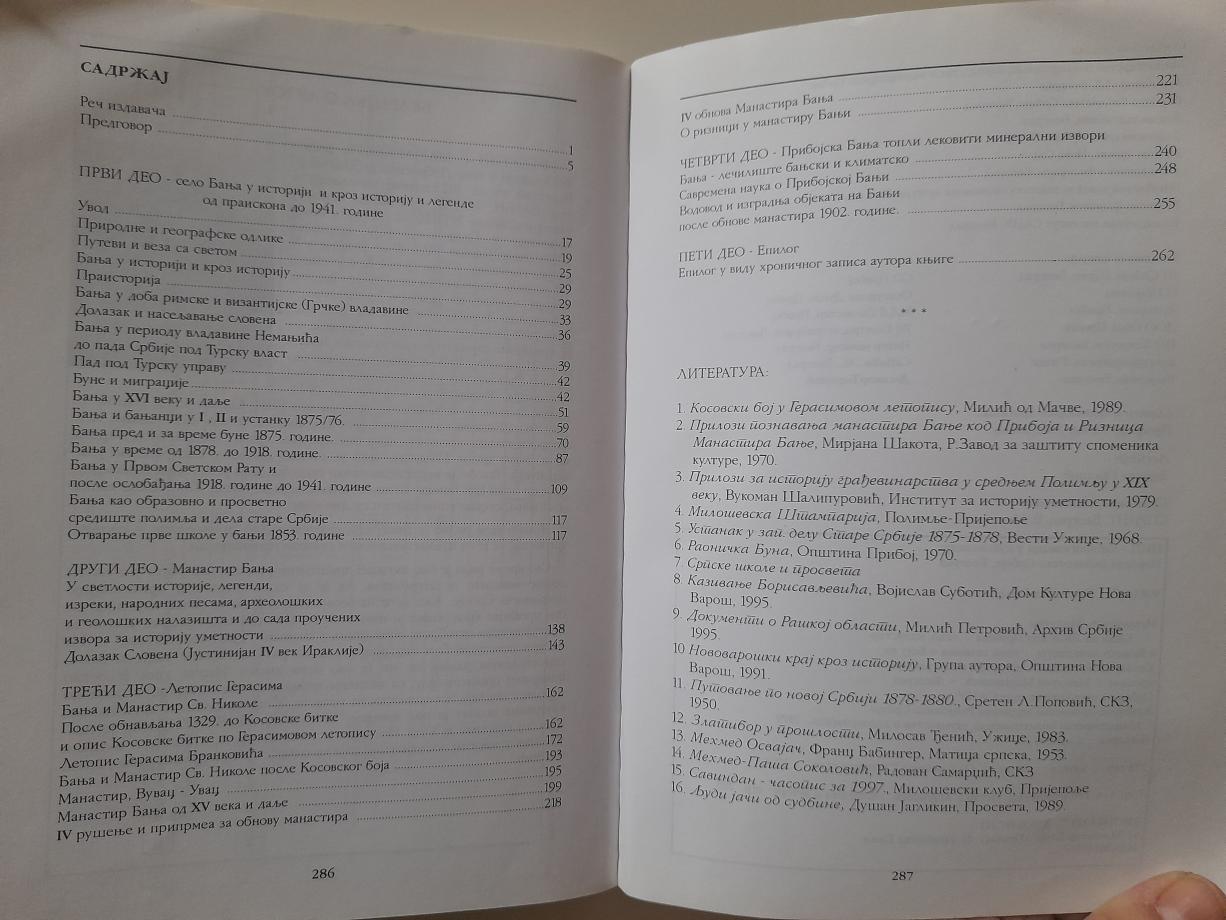 САДРЖАЈ
Реч издавача ........ 1
Предговор ........ 5
ПРВИ ДЕО - село Бања у историји и кроз историју и легенде
од праискона до 1941. године
Увод ........ 17
Природне и географске одлике ........ 19
Путеви и веза са светом ........ 25
Бања у историји и кроз историју ........ 29
Праисторија ........ 29
Бања у доба римске и византијске (Грчке) владавине ........ 33
Долазак и насељавање словена ........ 36
Бања у периоду владавине Немањића
до пада Србије под Турску власт ........ 39
Пад под Турску управу ........ 42
Буне и миграције ........ 42
Бања у XVI веку и даље ........ 51
Бања и бањанци у I , II и устанку 1875/76. ........ 59
Бања пред и за време буне 1875. године. ........ 70
Бања у време од 1878. до 1918. године. ........ 87
Бања у Првом Светском Рату и
после ослобађања 1918. године до 1941. године ........ 109
Бања као образовно и просветно
средиште полимља и дела старе Србије ........ 117
Отварање прве школе у бањи 1853. године ........ 117
ДРУГИ ДЕО - Манастир Бања
У светлости историје, легенди,
изреки, народних песама, археолошких
и геолошких налазишта и до сада проучених
извора за историју уметности ........ 138
Долазак Словена (Јустинијан IV век Ираклије) ........ 143
ТРЕЋИ ДЕО -Летопис Герасима
Бања и Манастир Св. Николе ........ 162
После обнављања 1329. до Косовске битке
и опис Косовске битке по Герасимовом летопису ........ 162
Летопис Герасима Бранковића ........ 172
Бања и Манастир Св. Николе после Косовског боја ........ 193
Манастир, Вувац - Увац ........ 195
Манастир Бања од XV века и даље ........ 199
IV рушење и припрмеа за обнову манастира ........ 218
286
IV обнова Манастира Бања ........ 221
О ризници у манастиру Бањи ........ 231
ЧЕТВРТИ ДЕО - Прибојска Бања топли лековити минерални извори
Бања - лечилиште бањски и климатско ........ 240
Савремена наука о Прибојској Бањи ........ 248
Водовод и изградња објеката на Бањи
после обнове манастира 1902. године. ........ 255
ПЕТИ ДЕО - Епилог
Епилог у виду хроничног записа аутора књиге ........ 262
* * *
ЛИТЕРАТУРА:
1. Косовски бој у Герасимовом летопису, Милић од Мачве, 1989.
2. Прилози познавања манастира Бање код Прибоја и Ризница
Манастира Бање, Мирјана Шакота, Р.Завод за заштиту споменика
културе, 1970.
3. Прилози за историју грађевинарства у средњем Полимљу у XIX
веку, Вукоман Шалипуровић, Институт за историју уметности, 1979.
4. Милошевска Штампарија, Полимље-Пријепоље
5. Устанак у зап. делу Старе Србије 1875-1878, Вести Ужице, 1968.
6. Раоничка Буна, Општина Прибој, 1970.
7. Српске школе и просвета
8. Казивање Борисављевића, Војислав Суботић, Дом Културе Нова
Варош, 1995.
9. Документи о Рашкој области, Милић Петровић, Архив Србије
1995.
10 Нововарошки крај кроз историју, Група аутора, Општина Нова
Варош, 1991.
11. Путовање по новој Србији 1878-1880., Сретен Л.Поповић, СКЗ,
1950.
12. Златибор у прошлости, Милосав Ђенић, Ужице, 1983.
13. Мехмед Освајач, Франц Бабингер, Матица српска, 1953.
14. Мехмед-Паша Соколовић, Радован Самарџић, СКЗ
15. Савиндан - часопис за 1997., Милошевски клуб, Пријепоље
16. Људи јачи од судбине, Душан Јагликин, Просвета, 1989.
287